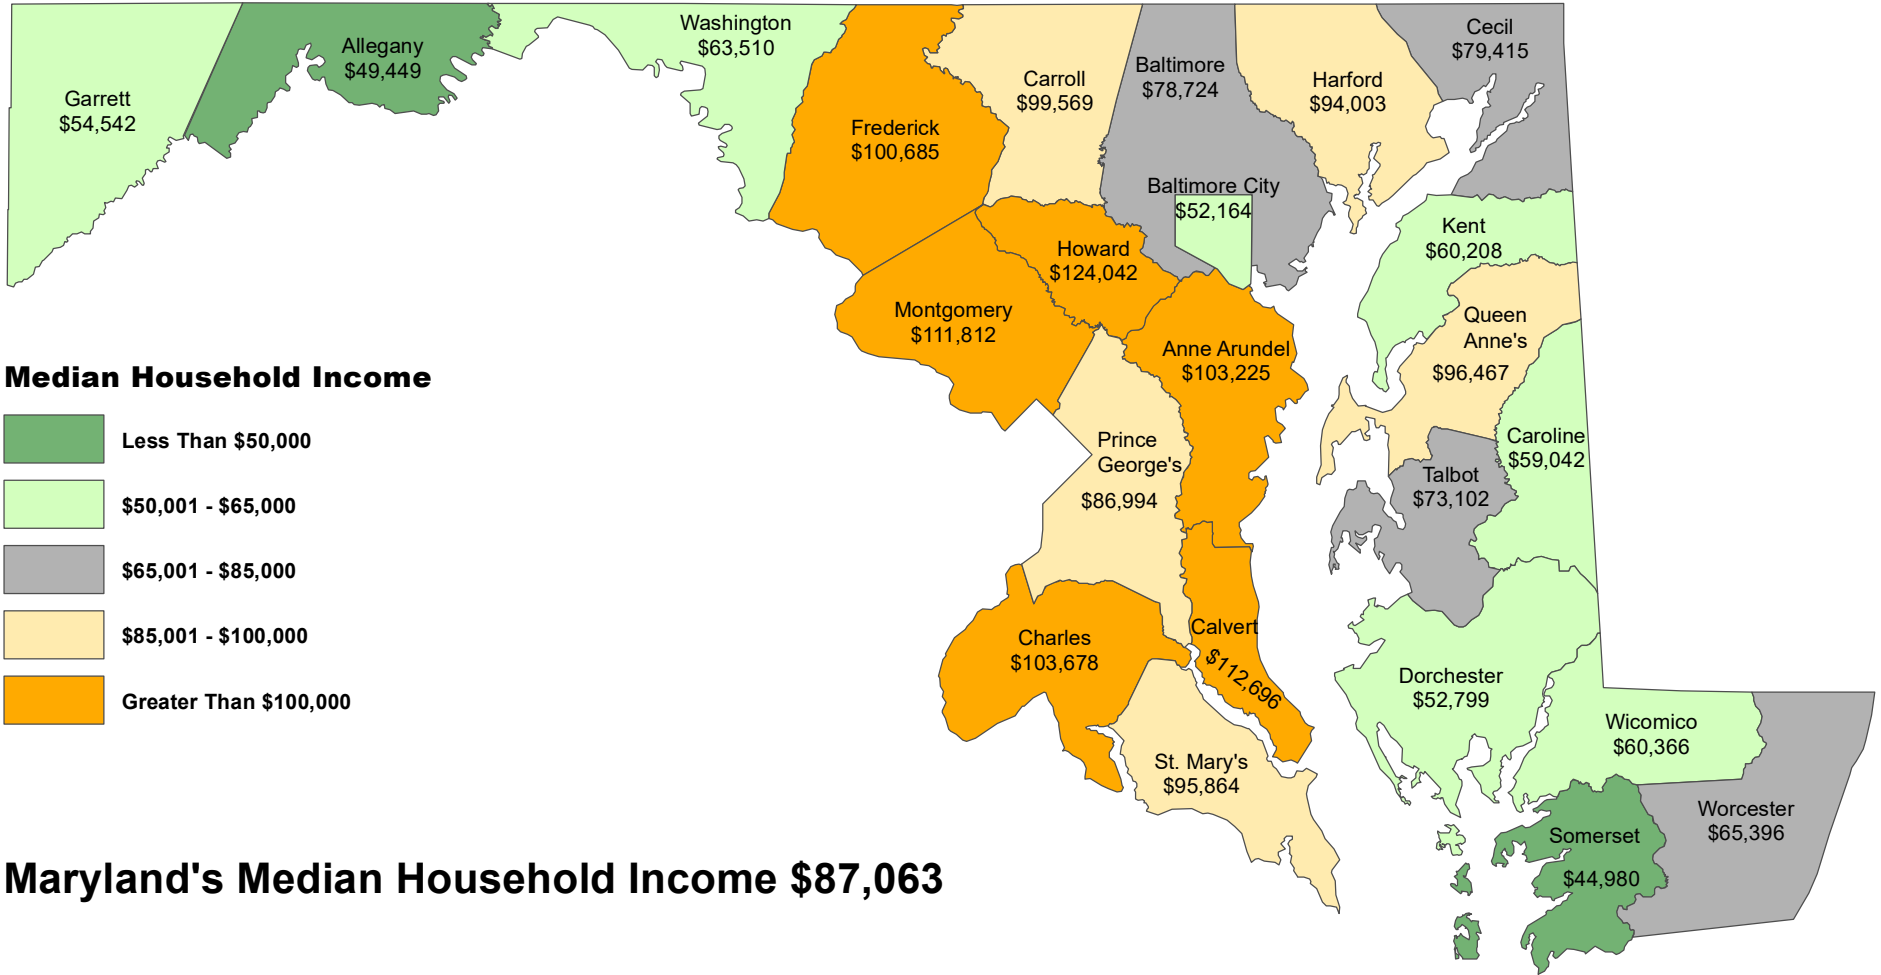 Garrett
$54,542
Allegany
$49,449
Washington
$63,510
Frederick
$100,685
Carroll
$99,569
Baltimore
$78,724
Baltimore City
$52,164
Harford
$94,003
Cecil
$79,415
Kent
$60,208
Queen
Anne's
$96,467
Howard
$124,042
Montgomery
$111,812
Anne Arundel
$103,225
Prince
George's
$86,994
Caroline
$59,042
Talbot
$73,102
Calvert
$112,696
Charles
$103,678
St. Mary's
$95,864
Dorchester
$52,799
Wicomico
$60,366
Worcester
$65,396
Somerset
$44,980
Median Household Income
Less Than $50,000
$50,001 - $65,000
$65,001 - $85,000
$85,001 - $100,000
Greater Than $100,000
Maryland's Median Household Income $87,063